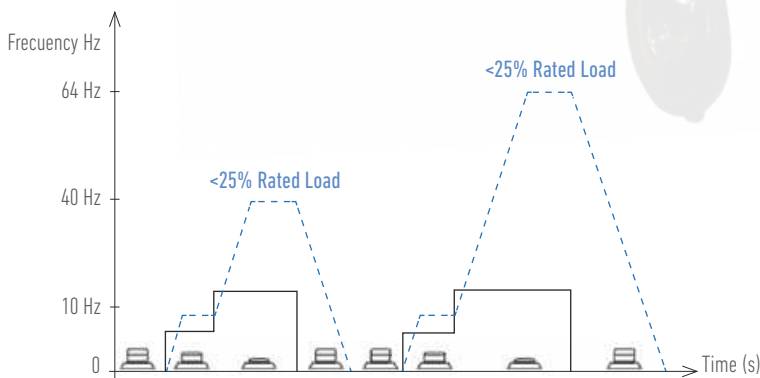 Frecuency Hz
<25% Rated Load
64 Hz
<25% Rated Load
40 Hz
10 Hz
0
Time (s)